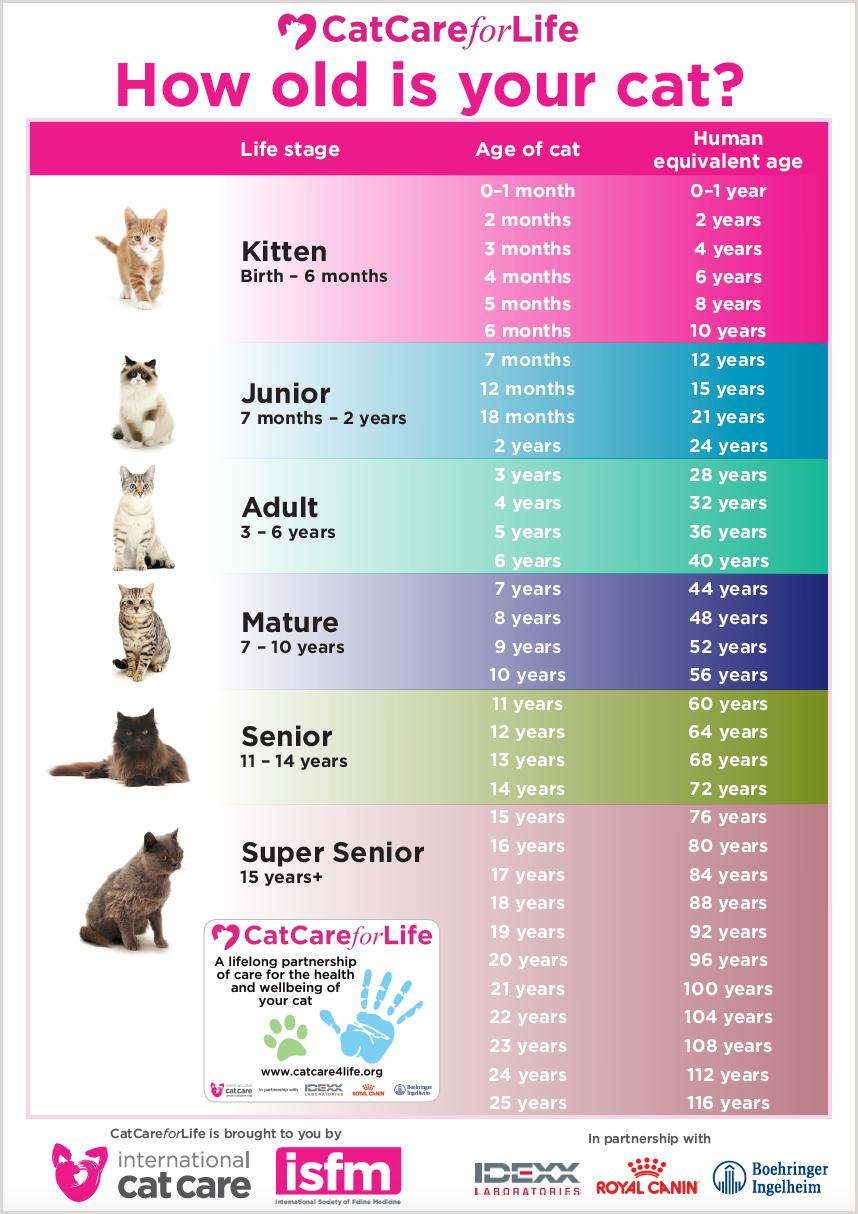 CatCareforLife
How old is your cat?
Life stage Age of cat Human
equivalent age
0–1 month 0–1 year
2 months 2 years
3 months 4 years
Kitten
Birth – 6 months
4 months 6 years
5 months 8 years
6 months 10 years
7 months 12 years
Junior
12 months 15 years
7 months – 2 years
18 months 21 years
2 years 24 years
3 years 28 years
Adult
4 years 32 years
3 – 6 years
5 years 36 years
6 years 40 years
7 years 44 years
Mature
8 years 48 years
7 – 10 years
9 years 52 years
10 years 56 years
11 years 60 years
Senior
12 years 64 years
11 – 14 years
13 years 68 years
14 years 72 years
15 years 76 years
Super Senior
16 years 80 years
15 years+
17 years 84 years
18 years 88 years
19 years 92 years
20 years 96 years
21 years 100 years
22 years 104 years
23 years 108 years
24 years 112 years
25 years 116 years
CatCareforLife
A lifelong partnership
of care for the health
and wellbeing of
your cat
www.catcare4life.org
international
cat care
In partnership with
IDEXX
LABORATORIES
ROYAL CANIN
Boehringer
Ingelheim
CatCareforLife is brought to you by
international
cat care
isfm
International Society of Feline Medicine
In partnership with
IDEXX
LABORATORIES
ROYAL CANIN
Boehringer
Ingelheim